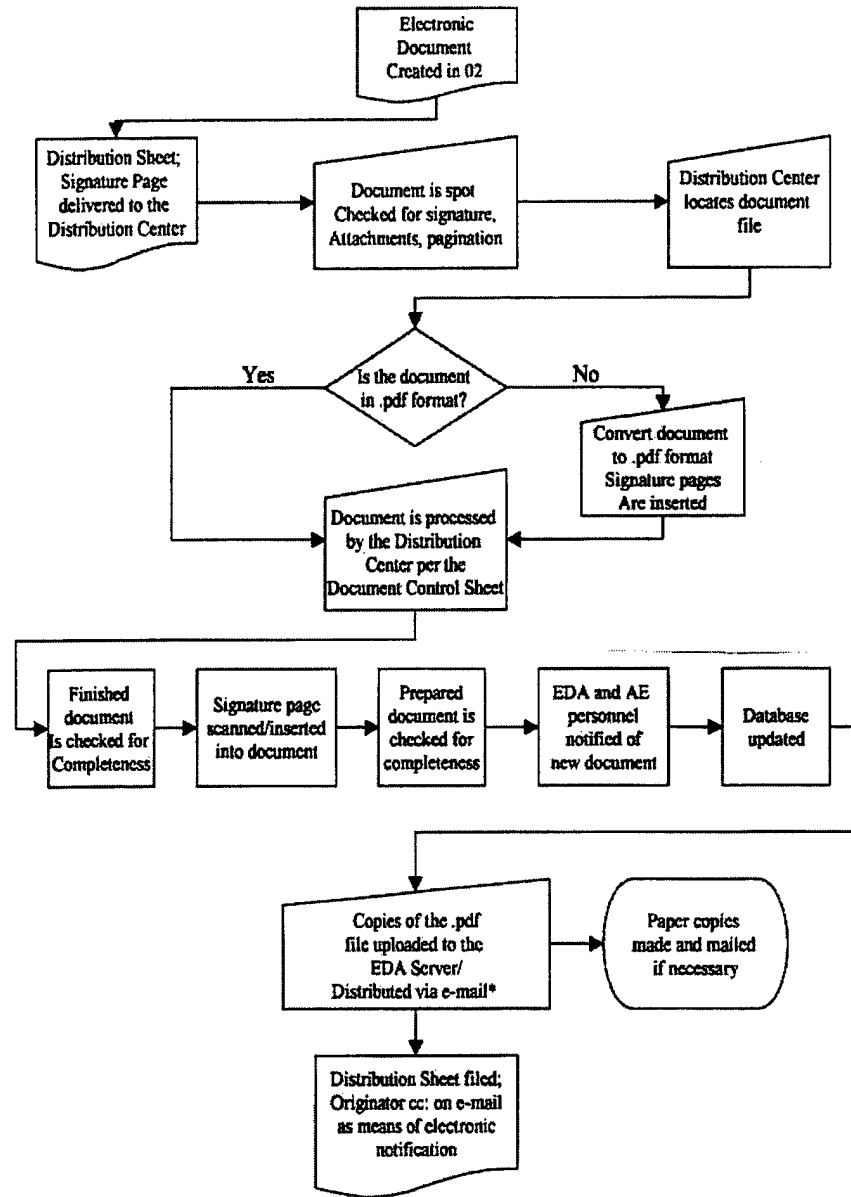 Electronic
Document
Created in 02
Distribution Sheet;
Signature Page
delivered to the
Distribution Center
Document is spot
Checked for signature,
Attachments, pagination
Distribution Center
locates document
file
Yes
Is the document
in .pdf format?
No
Convert document
to .pdf format
Signature pages
Are inserted
Document is processed
by the Distribution
Center per the
Document Control Sheet
Finished
document
Is checked for
Completeness
Signature page
scanned/inserted
into document
Prepared
document is
checked for
completeness
EDA and AE
personnel
notified of
new document
Database
updated
Copies of the .pdf
file uploaded to the
EDA Server/
Distributed via e-mail*
Paper copies
made and mailed
if necessary
Distribution Sheet filed;
Originator cc: on e-mail
as means of electronic
notification